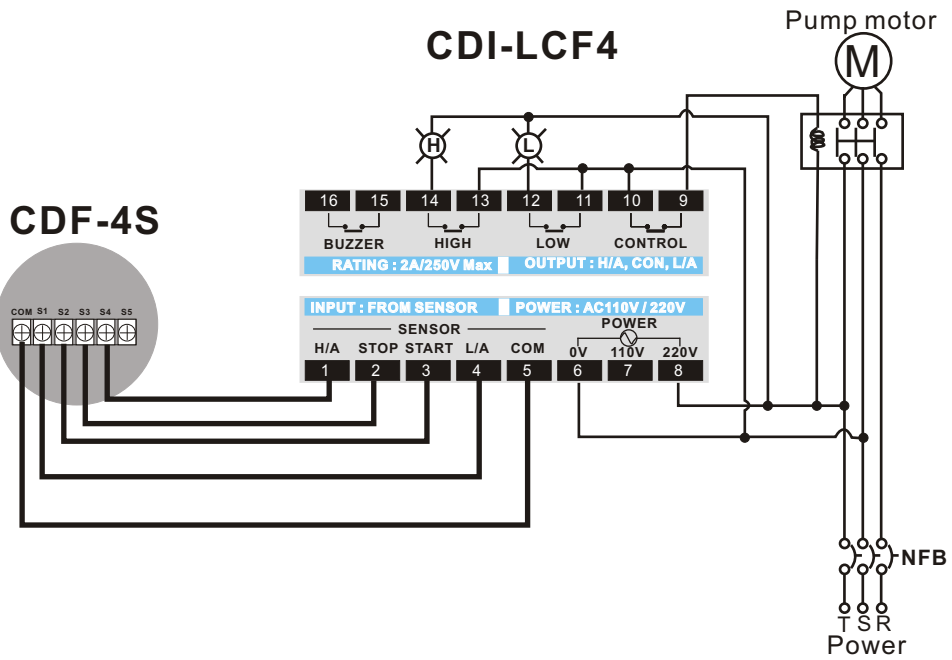 Pump motor
CDI-LCF4
M
H
L
16 15 14 13 12 11 10 9
BUZZER HIGH LOW CONTROL
RATING : 2A/250V Max OUTPUT : H/A, CON, L/A
CDF-4S
COM S1 S2 S3 S4 S5
INPUT : FROM SENSOR POWER : AC110V / 220V
SENSOR POWER
H/A STOP START L/A COM 0V 110V 220V
1 2 3 4 5 6 7 8
NFB
T S R
Power